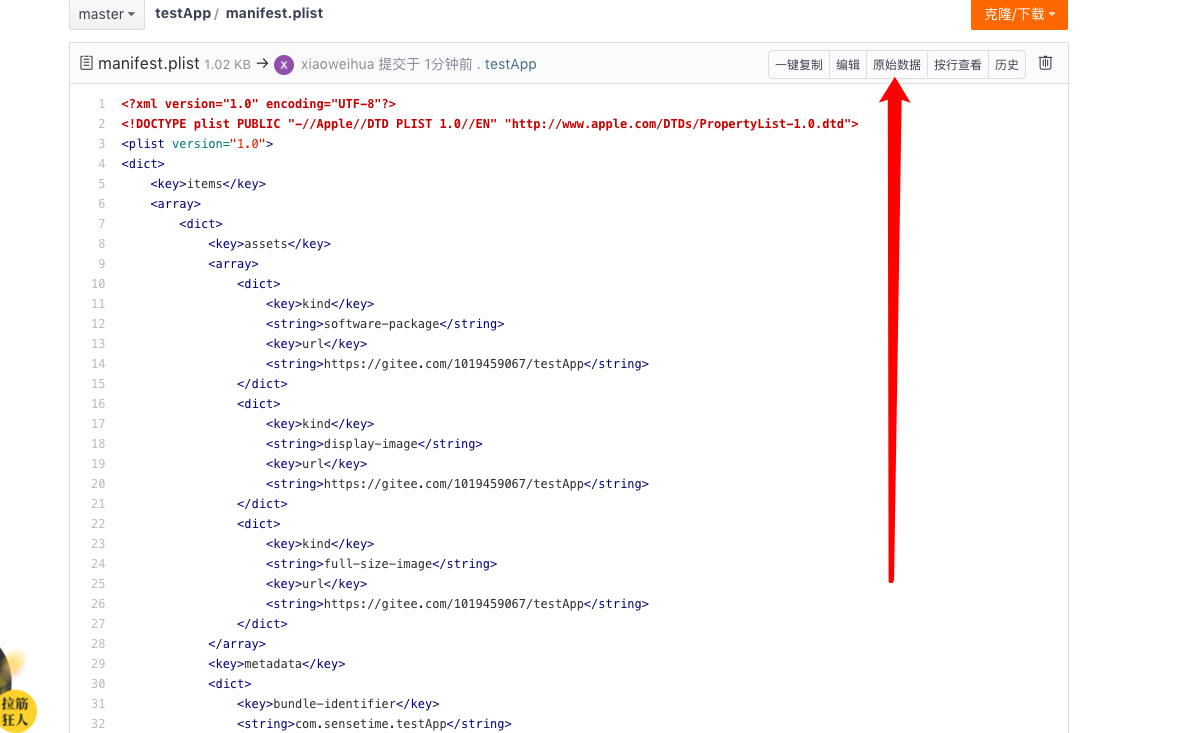 master
testApp / manifest.plist
克隆/下载
manifest.plist 1.02 KB → X xiaoweihua 提交于 1分钟前 . testApp
一键复制 编辑 原始数据 按行查看 历史
1 <?xml version="1.0" encoding="UTF-8"?>
2 <!DOCTYPE plist PUBLIC "-//Apple//DTD PLIST 1.0//EN" "http://www.apple.com/DTDs/PropertyList-1.0.dtd">
3 <plist version="1.0">
4 <dict>
5 <key>items</key>
6 <array>
7 <dict>
8 <key>assets</key>
9 <array>
10 <dict>
11 <key>kind</key>
12 <string>software-package</string>
13 <key>url</key>
14 <string>https://gitee.com/1019459067/testApp</string>
15 </dict>
16 <dict>
17 <key>kind</key>
18 <string>display-image</string>
19 <key>url</key>
20 <string>https://gitee.com/1019459067/testApp</string>
21 </dict>
22 <dict>
23 <key>kind</key>
24 <string>full-size-image</string>
25 <key>url</key>
26 <string>https://gitee.com/1019459067/testApp</string>
27 </dict>
28 </array>
29 <key>metadata</key>
30 <dict>
31 <key>bundle-identifier</key>
32 <string>com.sensetime.testApp</string>
拉筋
狂人